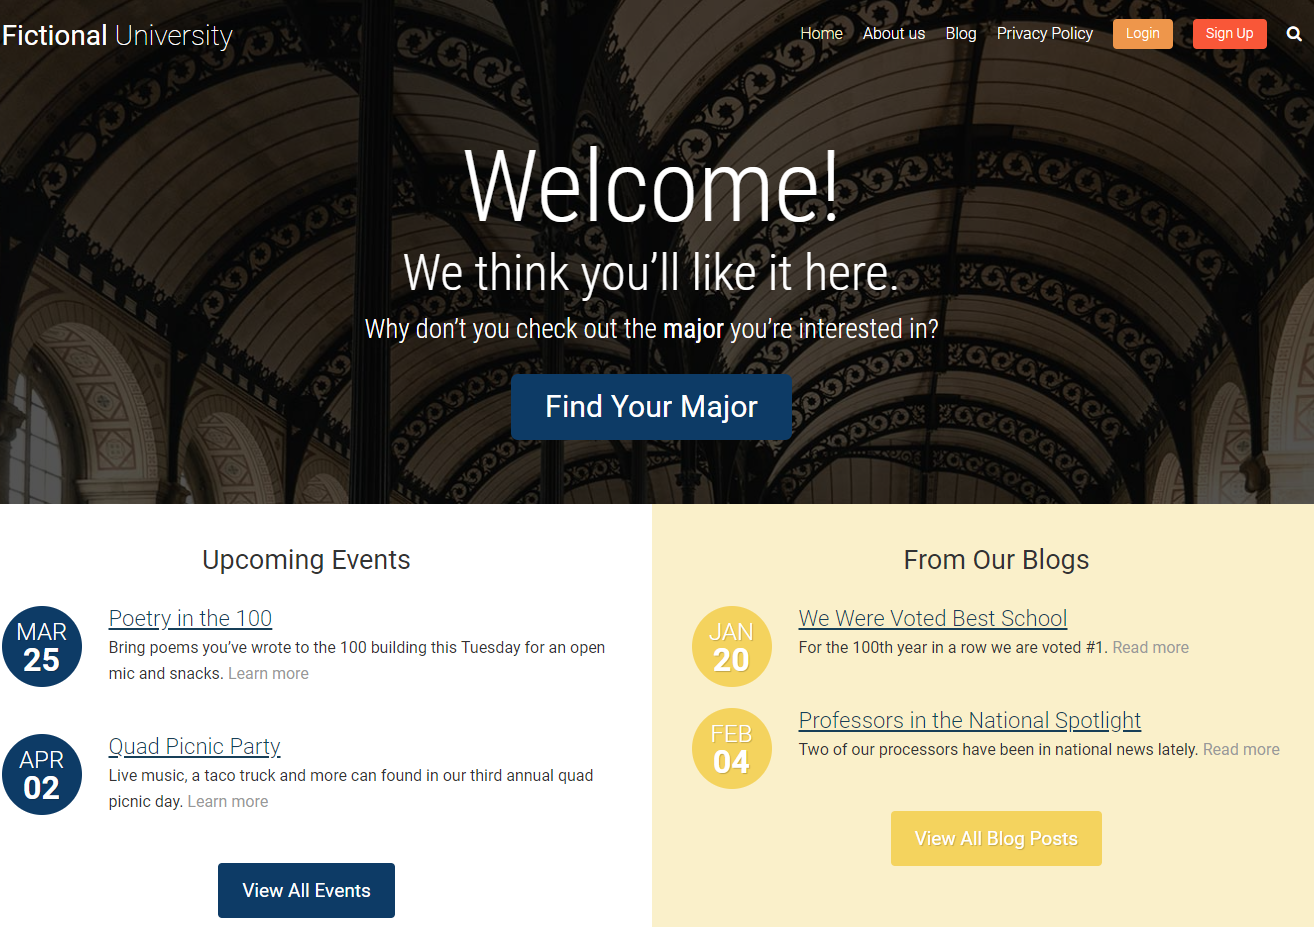 Fictional University
Home About us Blog Privacy Policy Login Sign Up
Welcome!
We think you’ll like it here.
Why don’t you check out the major you’re interested in?
Find Your Major
Upcoming Events
MAR
25
Poetry in the 100
Bring poems you’ve wrote to the 100 building this Tuesday for an open
mic and snacks. Learn more
APR
02
Quad Picnic Party
Live music, a taco truck and more can found in our third annual quad
picnic day. Learn more
View All Events
From Our Blogs
JAN
20
We Were Voted Best School
For the 100th year in a row we are voted #1. Read more
FEB
04
Professors in the National Spotlight
Two of our processors have been in national news lately. Read more
View All Blog Posts